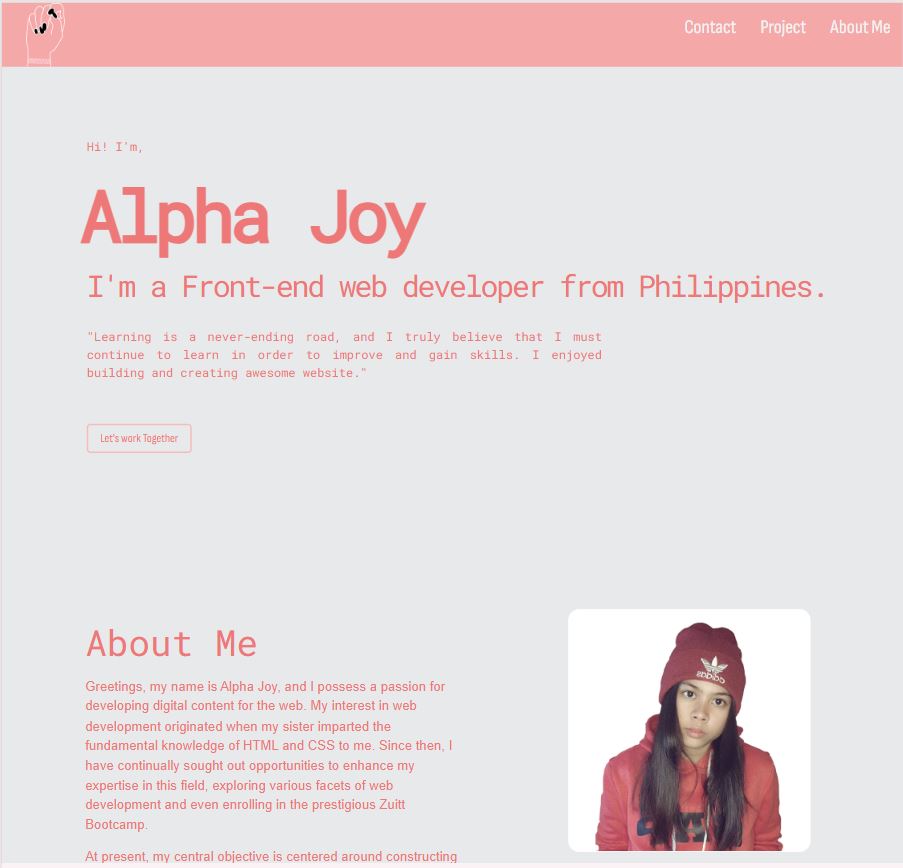 Contact Project About Me
Hi! I'm,
Alpha Joy
I'm a Front-end web developer from Philippines.
"Learning is a never-ending road, and I truly believe that I must
continue to learn in order to improve and gain skills. I enjoyed
building and creating awesome website."
Let's work Together
About Me
Greetings, my name is Alpha Joy, and I possess a passion for
developing digital content for the web. My interest in web
development originated when my sister imparted the
fundamental knowledge of HTML and CSS to me. Since then, I
have continually sought out opportunities to enhance my
expertise in this field, exploring various facets of web
development and even enrolling in the prestigious Zuitt
Bootcamp.
At present, my central objective is centered around constructing
adidas